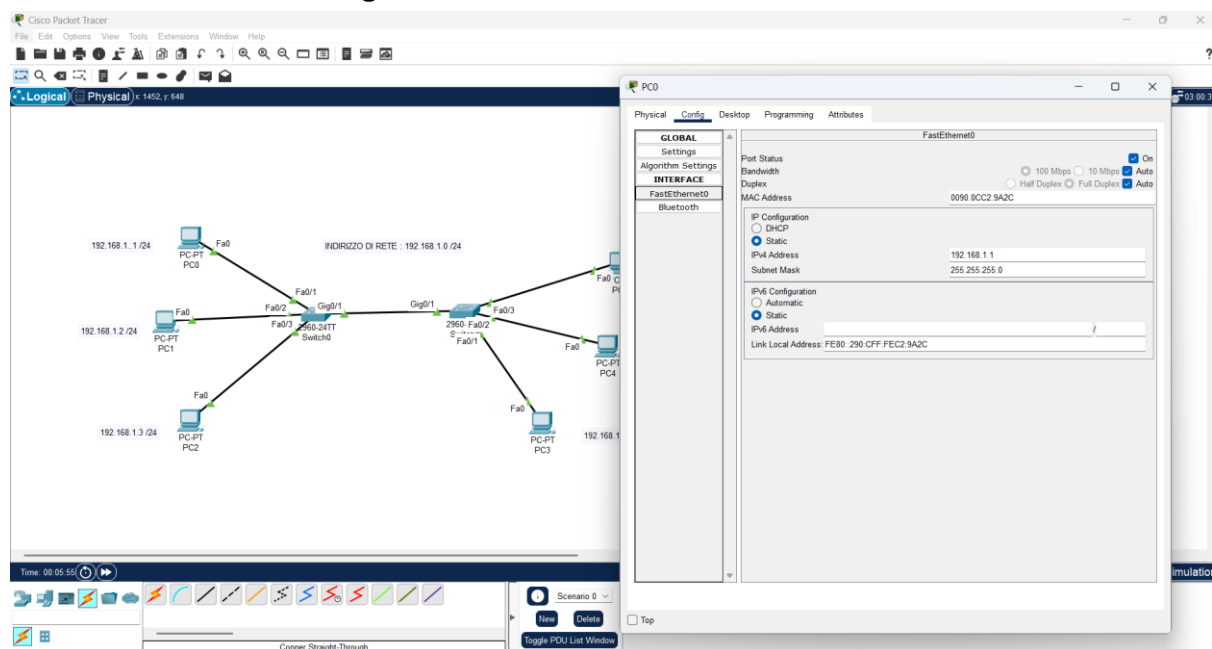 Cisco Packet Tracer
File Edit Options View Tools Extensions Window Help
?
Logical Physical x: 1452, y: 648
03:00:3
192.168.1..1 /24
Fa0
PC-PT
PC0
INDIRIZZO DI RETE : 192.168.1.0 /24
Fa0/1
Fa0/2
Gig0/1
Fa0/3
2960-24TT
Switch0
Gig0/1
Fa0/3
2960-
Fa0/2
Fa0/1
Fa0
192.168.1.2 /24
Fa0
PC-PT
PC1
Fa0
PC-PT
PC4
Fa0
192.168.1.3 /24
PC-PT
PC2
Fa0
PC-PT
PC3
192.168.1
Time: 00:05:55
Scenario 0
New Delete
Toggle PDU List Window
Copper Straight-Through
PC0
Physical Config Desktop Programming Attributes
GLOBAL
Settings
Algorithm Settings
INTERFACE
FastEthernet0
Bluetooth
FastEthernet0
Port Status On
Bandwidth 100 Mbps 10 Mbps Auto
Duplex Half Duplex Full Duplex Auto
MAC Address 0090.0CC2.9A2C
IP Configuration
DHCP
Static
IPv4 Address 192.168.1.1
Subnet Mask 255.255.255.0
IPv6 Configuration
Automatic
Static
IPv6 Address /
Link Local Address: FE80::290:CFF:FEC2:9A2C
Top
imulation